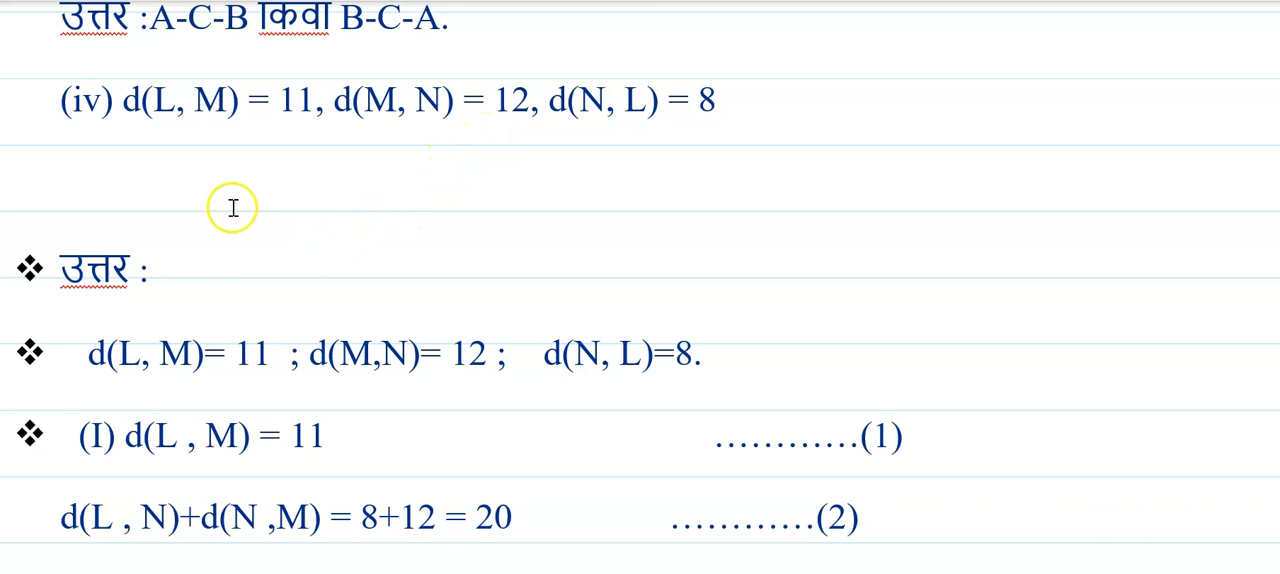 उत्तर :A-C-B किंवा B-C-A.
(iv) d(L, M) = 11, d(M, N) = 12, d(N, L) = 8
❖ उत्तर :
❖ d(L, M)= 11 ; d(M,N)= 12 ; d(N, L)=8.
❖ (I) d(L , M) = 11 …………(1)
d(L , N)+d(N ,M) = 8+12 = 20 …………(2)